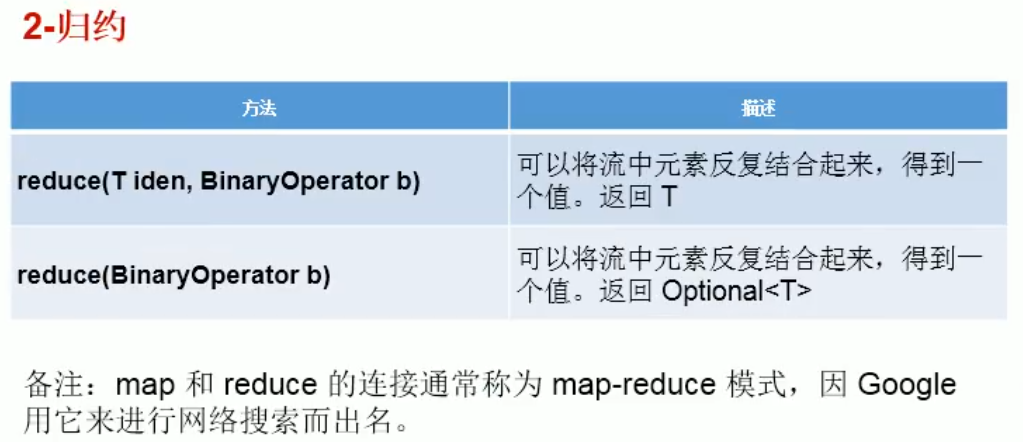 2-归约
方法
描述
reduce(T iden, BinaryOperator b)
可以将流中元素反复结合起来，得到一
个值。返回 T
reduce(BinaryOperator b)
可以将流中元素反复结合起来，得到一
个值。返回 Optional<T>
备注：map 和 reduce 的连接通常称为 map-reduce 模式，因 Google
用它来进行网络搜索而出名。